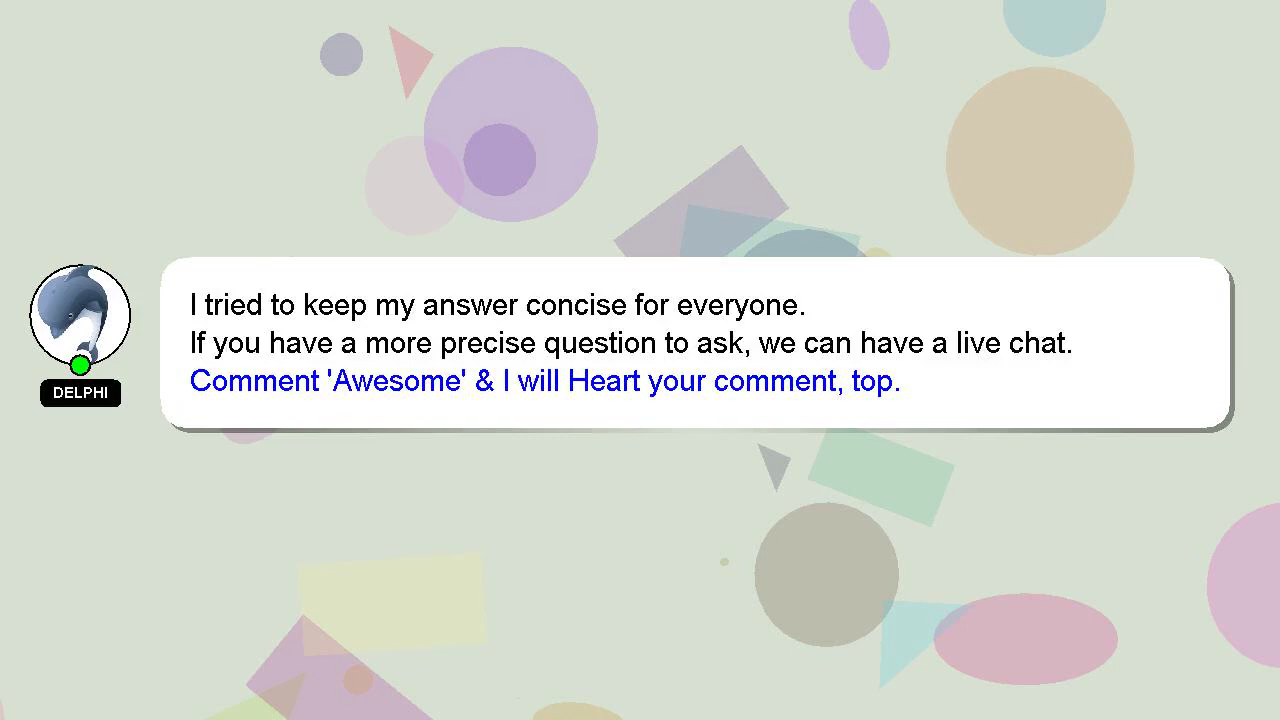 I tried to keep my answer concise for everyone.
If you have a more precise question to ask, we can have a live chat.
Comment 'Awesome' & I will Heart your comment, top.
DELPHI